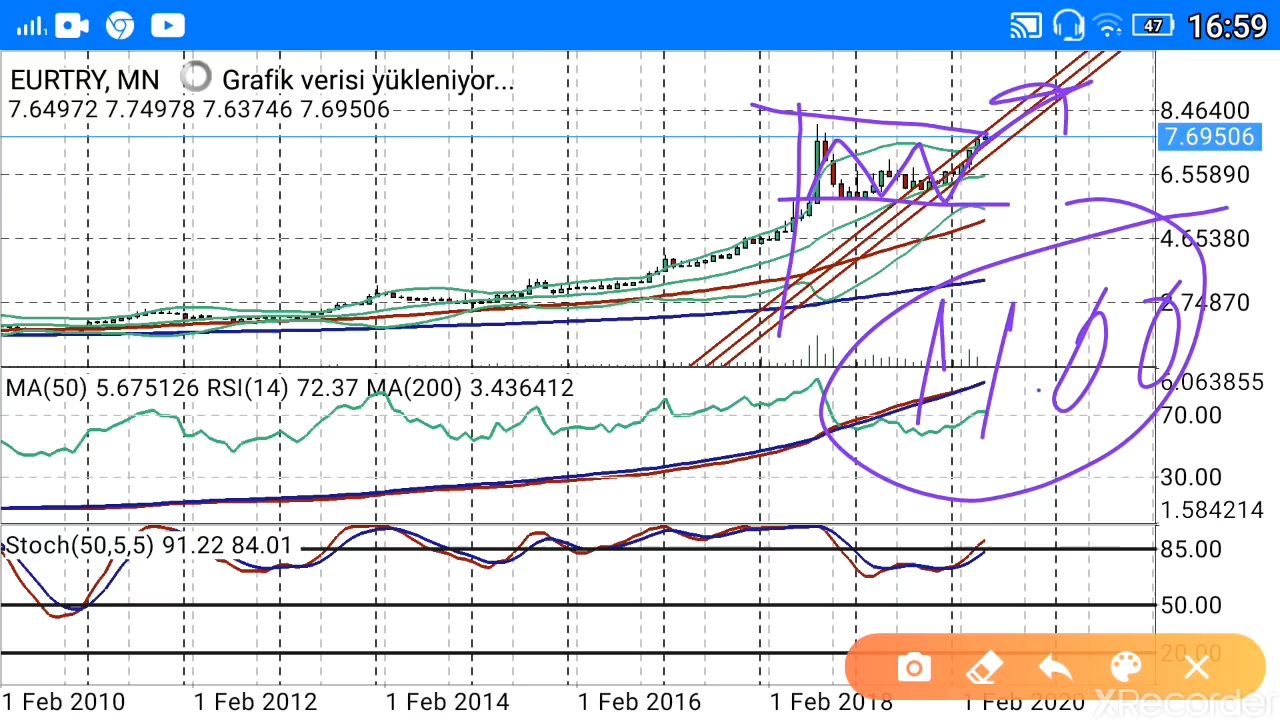 47 16:59
EURTRY, MN Grafik verisi yükleniyor...
7.64972 7.74978 7.63746 7.69506
8.46400
7.69506
6.55890
4.65380
2.74870
11.00
MA(50) 5.675126 RSI(14) 72.37 MA(200) 3.436412
6.063855
70.00
30.00
1.584214
Stoch(50,5,5) 91.22 84.01
85.00
50.00
20.00
1 Feb 2010 1 Feb 2012 1 Feb 2014 1 Feb 2016 1 Feb 2018 1 Feb 2020
XRecorder